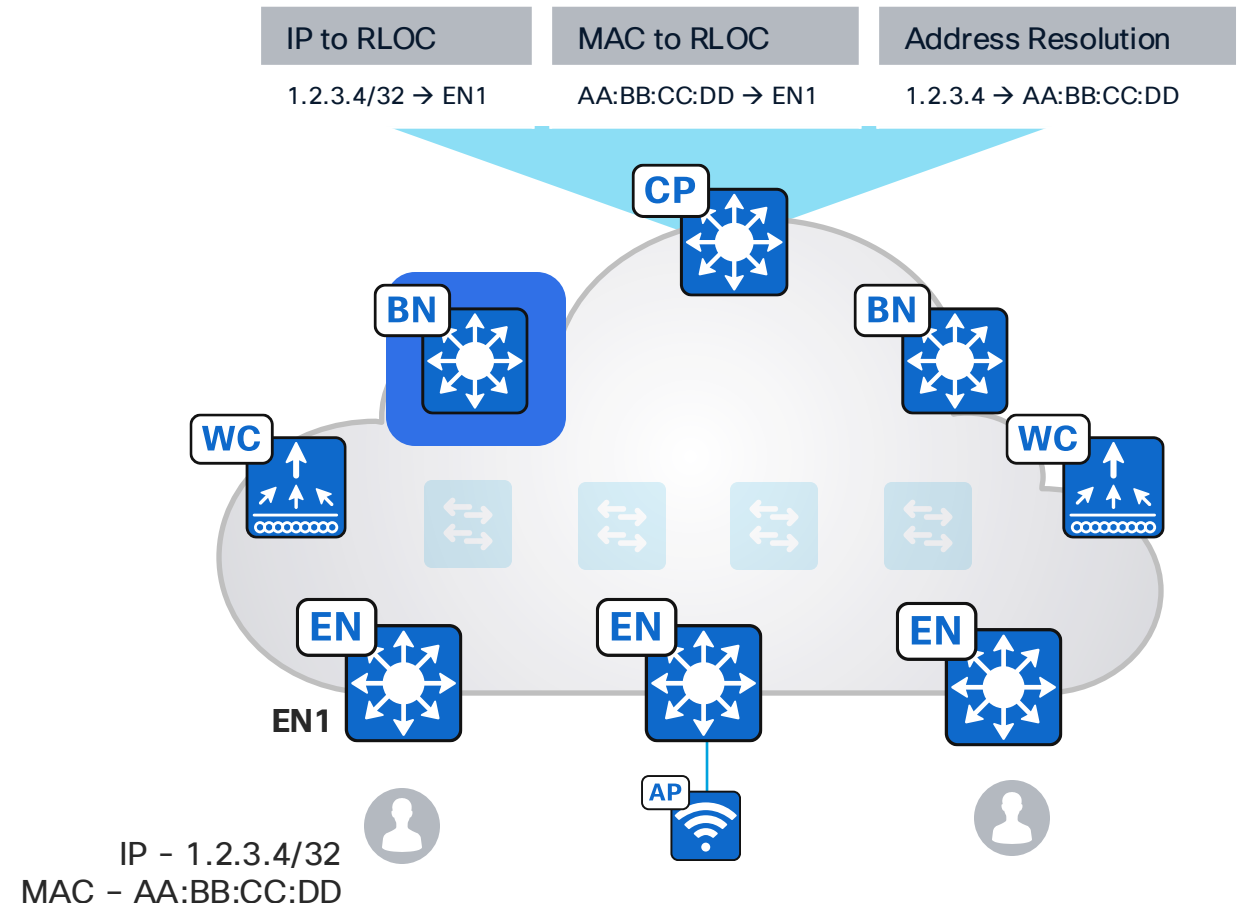 IP to RLOC
MAC to RLOC
Address Resolution
1.2.3.4/32 → EN1
AA:BB:CC:DD → EN1
1.2.3.4 → AA:BB:CC:DD
CP
BN
BN
WC
WC
EN
EN
EN
EN1
AP
IP – 1.2.3.4/32
MAC – AA:BB:CC:DD